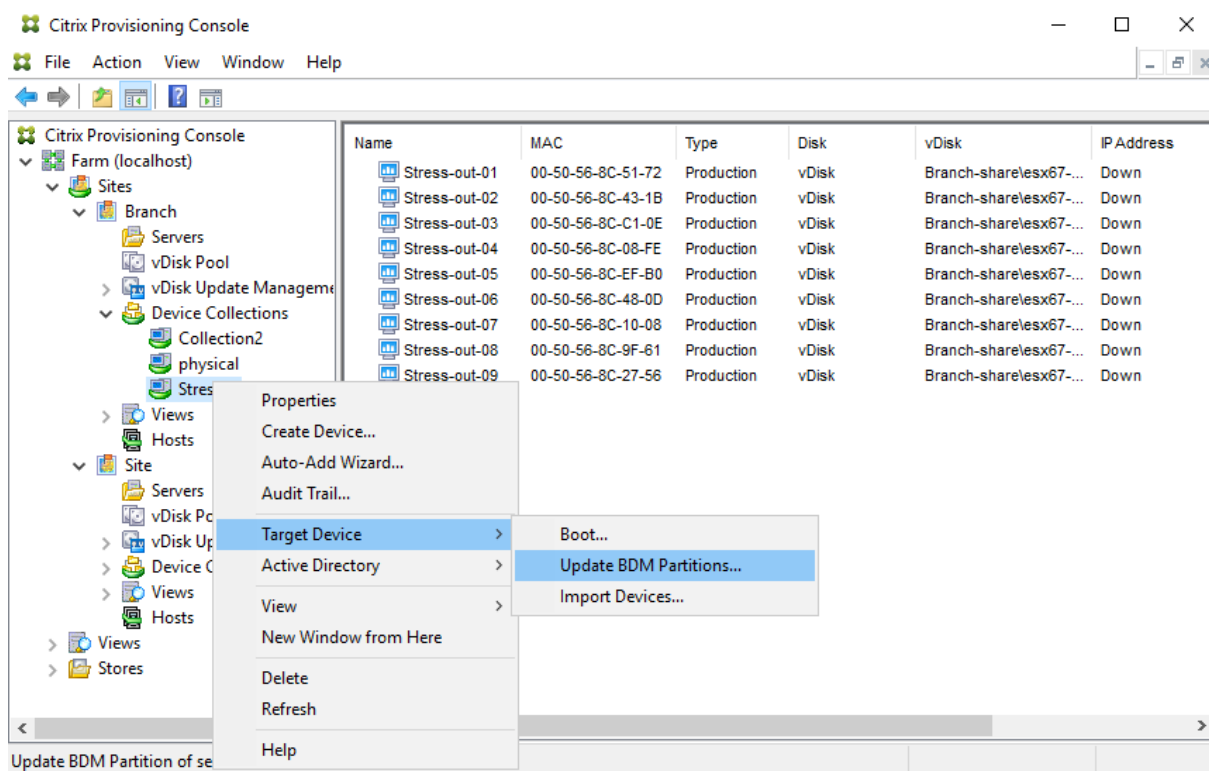 Citrix Provisioning Console
File Action View Window Help
Citrix Provisioning Console
Farm (localhost)
Sites
Branch
Servers
vDisk Pool
vDisk Update Manageme
Device Collections
Collection2
physical
Stres
Views
Hosts
Site
Servers
vDisk Po
vDisk Up
Device C
Views
Hosts
Views
Stores
Name MAC Type Disk vDisk IP Address
Stress-out-01 00-50-56-8C-51-72 Production vDisk Branch-share\esx67-... Down
Stress-out-02 00-50-56-8C-43-1B Production vDisk Branch-share\esx67-... Down
Stress-out-03 00-50-56-8C-C1-0E Production vDisk Branch-share\esx67-... Down
Stress-out-04 00-50-56-8C-08-FE Production vDisk Branch-share\esx67-... Down
Stress-out-05 00-50-56-8C-EF-B0 Production vDisk Branch-share\esx67-... Down
Stress-out-06 00-50-56-8C-48-0D Production vDisk Branch-share\esx67-... Down
Stress-out-07 00-50-56-8C-10-08 Production vDisk Branch-share\esx67-... Down
Stress-out-08 00-50-56-8C-9F-61 Production vDisk Branch-share\esx67-... Down
Stress-out-09 00-50-56-8C-27-56 Production vDisk Branch-share\esx67-... Down
Properties
Create Device...
Auto-Add Wizard...
Audit Trail...
Target Device
Active Directory
View
New Window from Here
Delete
Refresh
Help
Boot...
Update BDM Partitions...
Import Devices...
Update BDM Partition of se